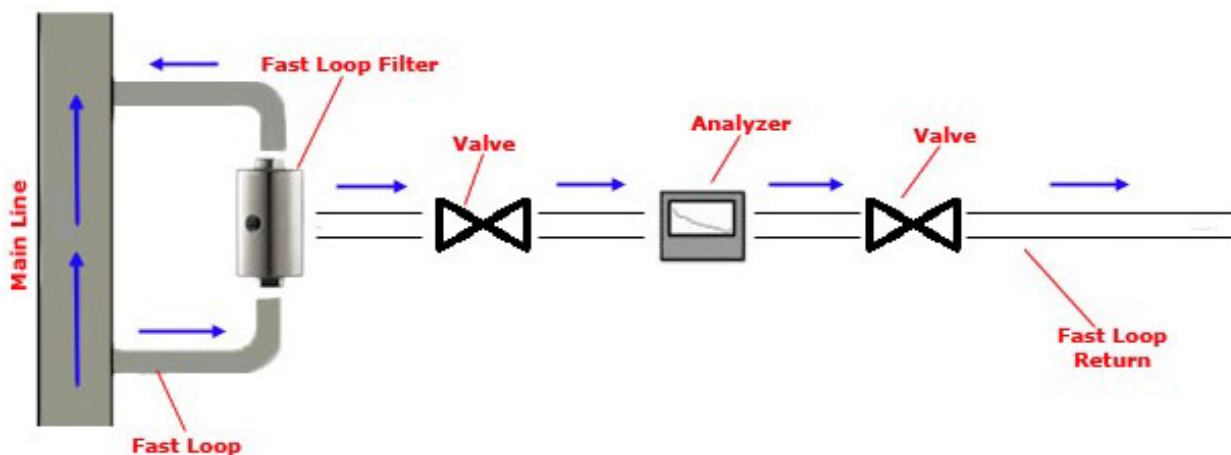 Fast Loop Filter
Analyzer
Valve
Valve
Main Line
Fast Loop
Return
Fast Loop